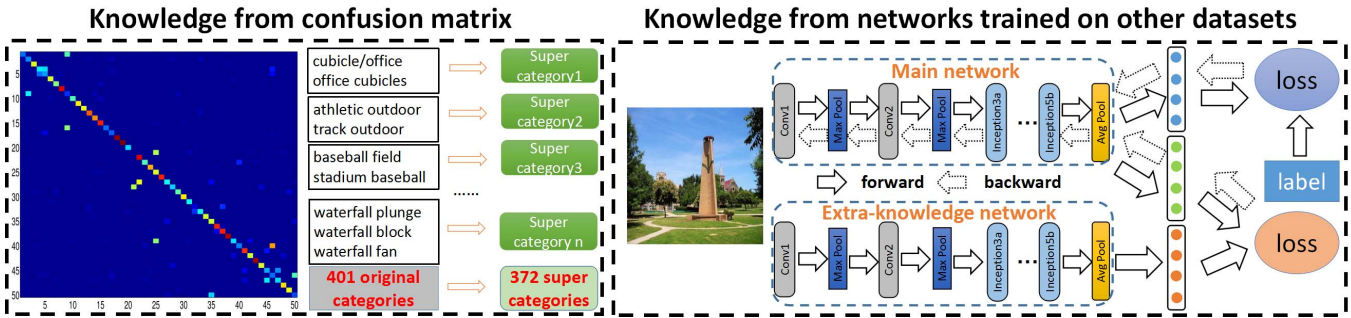 Knowledge from confusion matrix
5
10
15
20
25
30
35
40
45
50
5
10
15
20
25
30
35
40
45
50
cubicle/office
office cubicles
Super
category1
athletic outdoor
track outdoor
Super
category2
baseball field
stadium baseball
Super
category3
......
waterfall plunge
waterfall block
waterfall fan
Super
category n
401 original
categories
372 super
categories
Knowledge from networks trained on other datasets
Main network
Conv1
Max Pool
Conv2
Max Pool
Inception3a
...
Inception5b
Avg Pool
loss
forward
backward
label
Extra-knowledge network
Conv1
Max Pool
Conv2
Max Pool
Inception3a
...
Inception5b
Avg Pool
loss